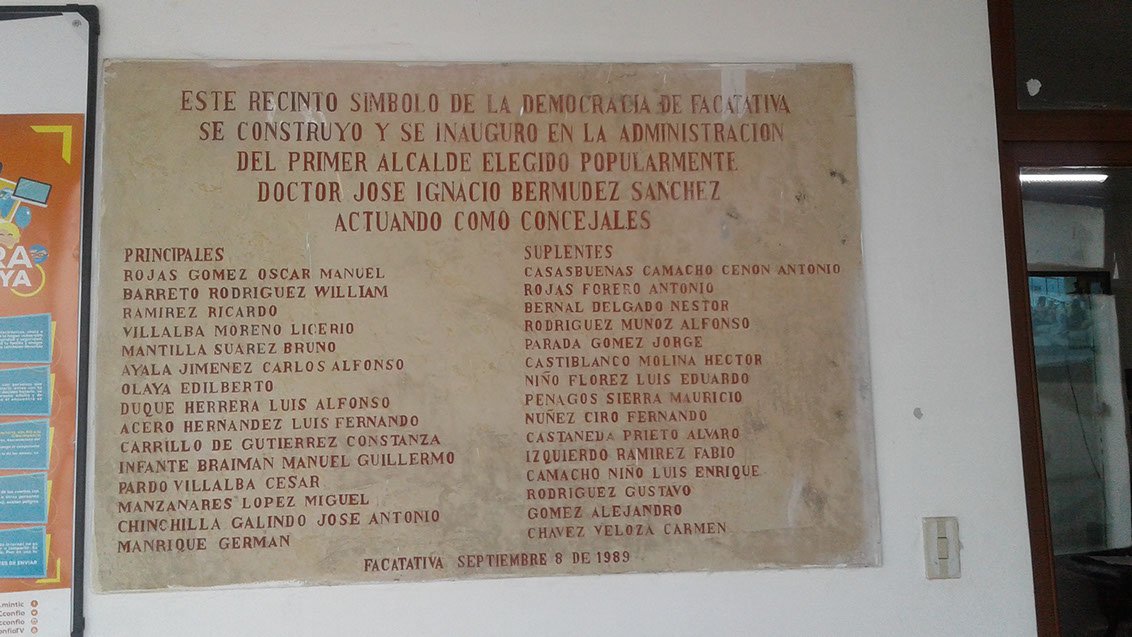 ESTE RECINTO SIMBOLO DE LA DEMOCRACIA DE FACATATIVA
SE CONSTRUYO Y SE INAUGURO EN LA ADMINISTRACION
DEL PRIMER ALCALDE ELEGIDO POPULARMENTE
DOCTOR JOSE IGNACIO BERMUDEZ SANCHEZ
ACTUANDO COMO CONCEJALES
PRINCIPALES
ROJAS GOMEZ OSCAR MANUEL
BARRETO RODRIGUEZ WILLIAM
RAMIREZ RICARDO
VILLALBA MORENO LICERIO
MANTILLA SUAREZ BRUNO
AYALA JIMENEZ CARLOS ALFONSO
OLAYA EDILBERTO
DUQUE HERRERA LUIS ALFONSO
ACERO HERNANDEZ LUIS FERNANDO
CARRILLO DE GUTIERREZ CONSTANZA
INFANTE BRAIMAN MANUEL GUILLERMO
PARDO VILLALBA CESAR
MANZANARES LOPEZ MIGUEL
CHINCHILLA GALINDO JOSE ANTONIO
MANRIQUE GERMAN
SUPLENTES
CASASBUENAS CAMACHO CENON ANTONIO
ROJAS FORERO ANTONIO
BERNAL DELGADO NESTOR
RODRIGUEZ MUÑOZ ALFONSO
PARADA GOMEZ JORGE
CASTIBLANCO MOLINA HECTOR
NIÑO FLOREZ LUIS EDUARDO
PENAGOS SIERRA MAURICIO
NUÑEZ CIRO FERNANDO
CASTANEDA PRIETO ALVARO
IZQUIERDO RAMIREZ FABIO
CAMACHO NIÑO LUIS ENRIQUE
RODRIGUEZ GUSTAVO
GOMEZ ALEJANDRO
CHAVEZ VELOZA CARMEN
FACATATIVA SEPTIEMBRE 8 DE 1989
RA
YA
DE ENVIAR